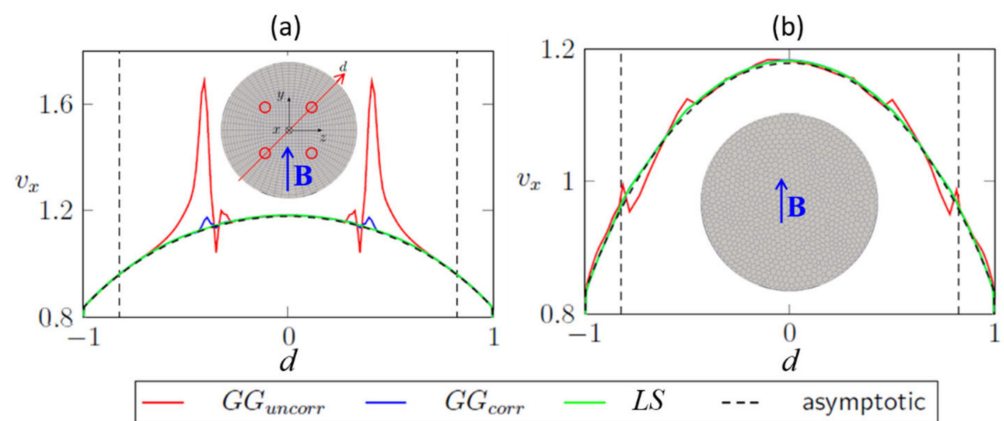 (a)
(b)
1.6
1.2
0.8
v_x
−1
0
1
d
d
y
x
z
B
1.2
1
0.8
v_x
−1
0
1
d
B
GG_uncorr
GG_corr
LS
asymptotic